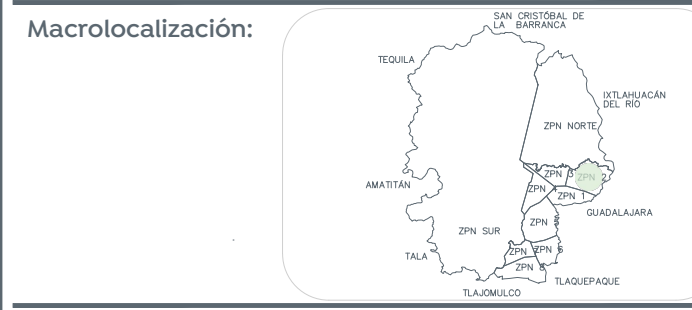 Macrolocalización:
SAN CRISTÓBAL DE
LA BARRANCA
TEQUILA
IXTLAHUACÁN
DEL RÍO
ZPN NORTE
ZPN 3
ZPN 2
AMATITÁN
ZPN 4
ZPN 1
GUADALAJARA
ZPN 5
ZPN SUR
ZPN
ZPN 6
TALA
ZPN 8
TLAQUEPAQUE
TLAJOMULCO